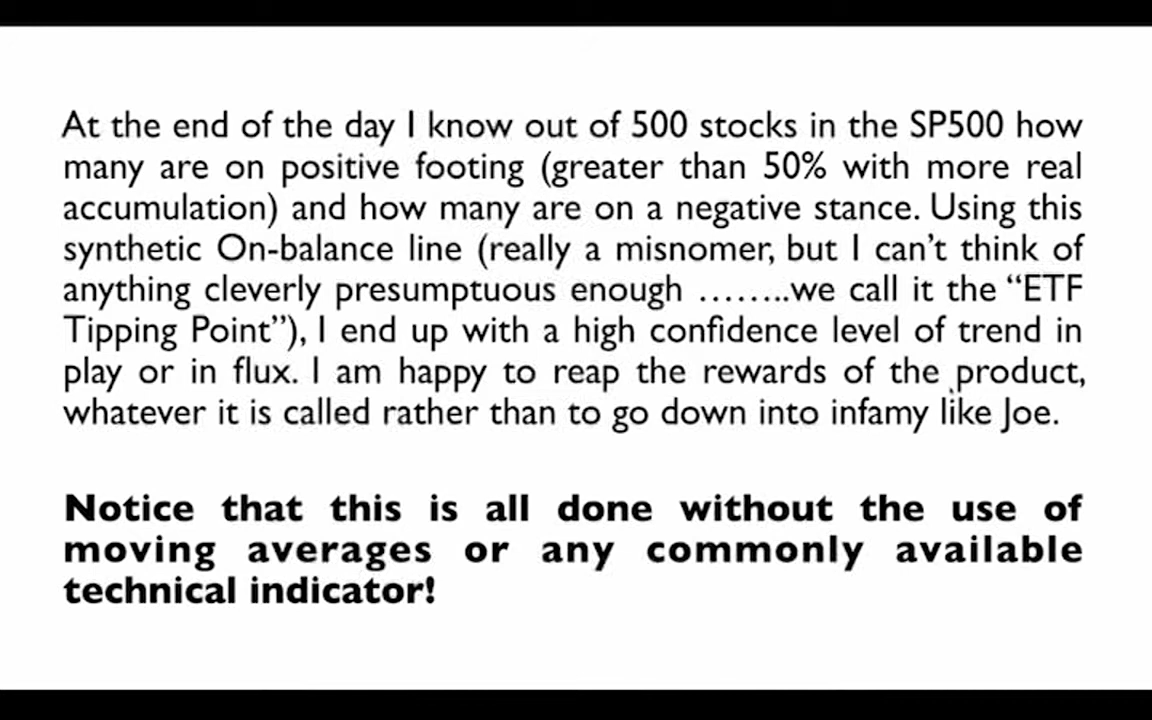 At the end of the day I know out of 500 stocks in the SP500 how
many are on positive footing (greater than 50% with more real
accumulation) and how many are on a negative stance. Using this
synthetic On-balance line (really a misnomer, but I can’t think of
anything cleverly presumptuous enough ……..we call it the “ETF
Tipping Point”), I end up with a high confidence level of trend in
play or in flux. I am happy to reap the rewards of the product,
whatever it is called rather than to go down into infamy like Joe.
Notice that this is all done without the use of
moving averages or any commonly available
technical indicator!